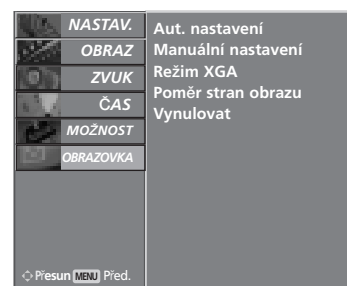 NASTAV.
OBRAZ
ZVUK
ČAS
MOŽNOST
OBRAZOVKA
Přesun MENU Před.
Aut. nastavení
Manuální nastavení
Režim XGA
Poměr stran obrazu
Vynulovat